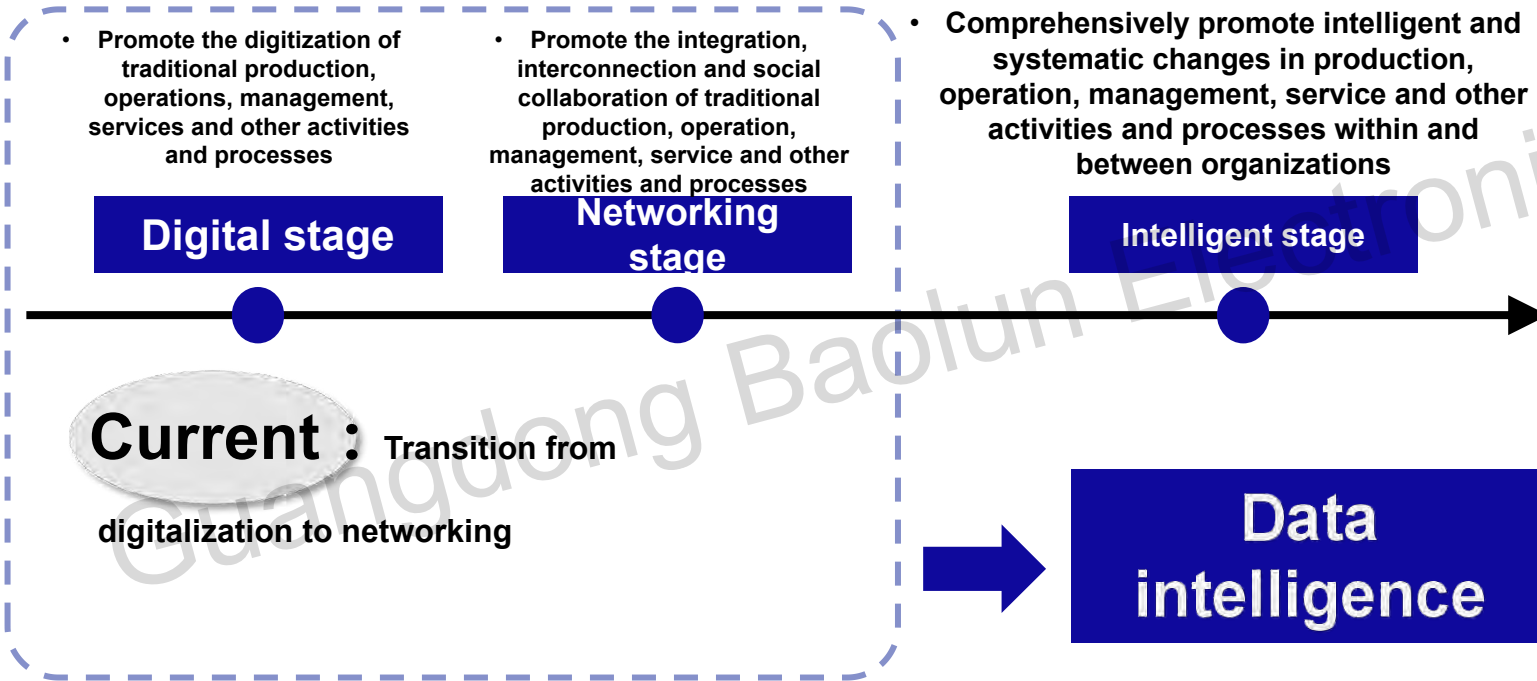 • Promote the digitization of
traditional production,
operations, management,
services and other activities
and processes
• Promote the integration,
interconnection and social
collaboration of traditional
production, operation,
management, service and other
activities and processes
• Comprehensively promote intelligent and
systematic changes in production,
operation, management, service and other
activities and processes within and
between organizations
Digital stage
Networking
stage
Intelligent stage
Current : Transition from
digitalization to networking
Data
intelligence
Guangdong Baolun Electroni